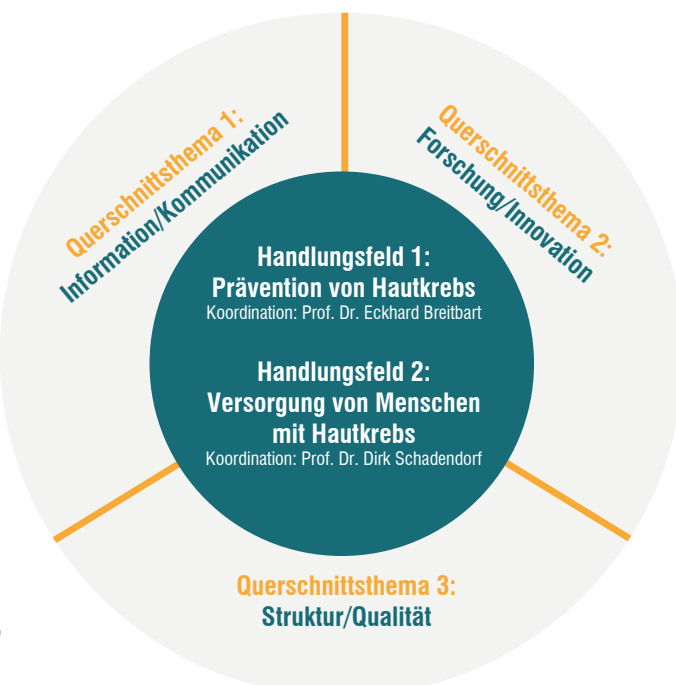 Querschnittsthema 1:
Information/Kommunikation
Querschnittsthema 2:
Forschung/Innovation
Handlungsfeld 1:
Prävention von Hautkrebs
Koordination: Prof. Dr. Eckhard Breitbart
Handlungsfeld 2:
Versorgung von Menschen
mit Hautkrebs
Koordination: Prof. Dr. Dirk Schadendorf
Querschnittsthema 3:
Struktur/Qualität